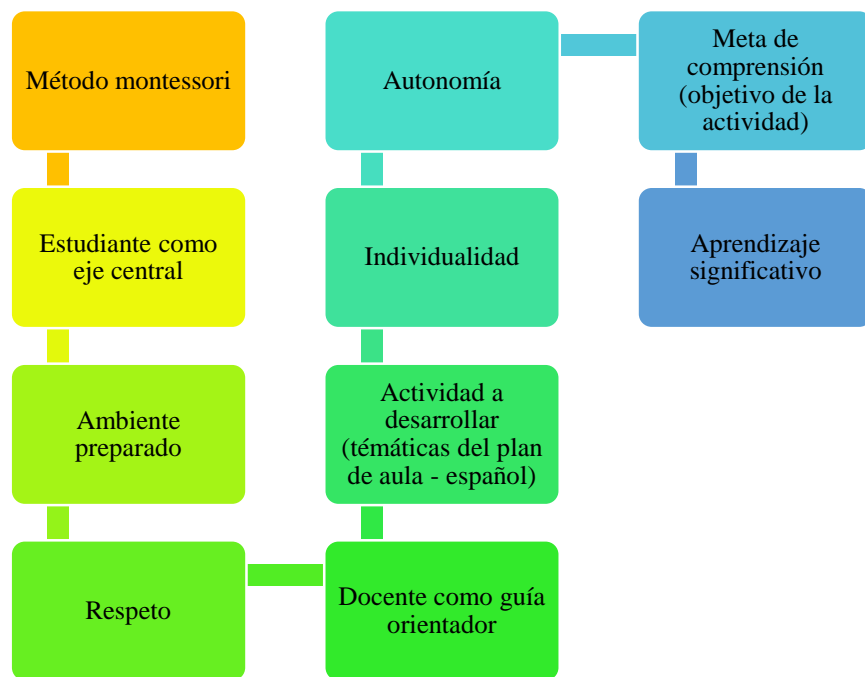 Método montessori
Estudiante como
eje central
Ambiente
preparado
Respeto
Docente como guía
orientador
Actividad a
desarrollar
(témáticas del plan
de aula - español)
Individualidad
Autonomía
Meta de
comprensión
(objetivo de la
actividad)
Aprendizaje
significativo